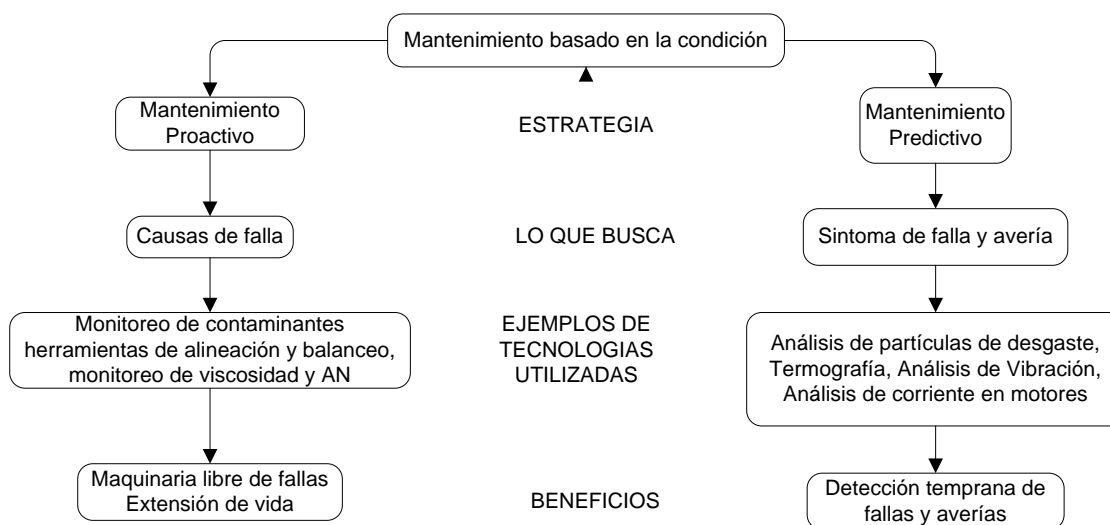 Mantenimiento basado en la condición
Mantenimiento
Proactivo
ESTRATEGIA
Mantenimiento
Predictivo
Causas de falla
LO QUE BUSCA
Sintoma de falla y avería
Monitoreo de contaminantes
herramientas de alineación y balanceo,
monitoreo de viscosidad y AN
EJEMPLOS DE
TECNOLOGIAS
UTILIZADAS
Análisis de partículas de desgaste,
Termografía, Análisis de Vibración,
Análisis de corriente en motores
Maquinaria libre de fallas
Extensión de vida
BENEFICIOS
Detección temprana de
fallas y averías